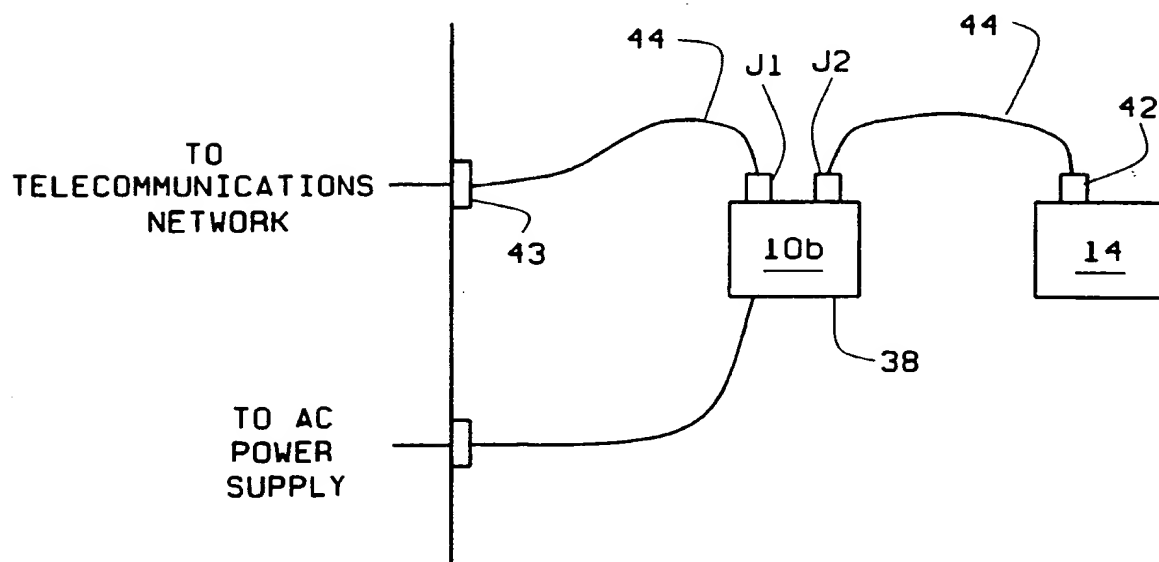 44
44
J1
J2
42
TO
TELECOMMUNICATIONS
NETWORK
43
10b
14
38
TO AC
POWER
SUPPLY